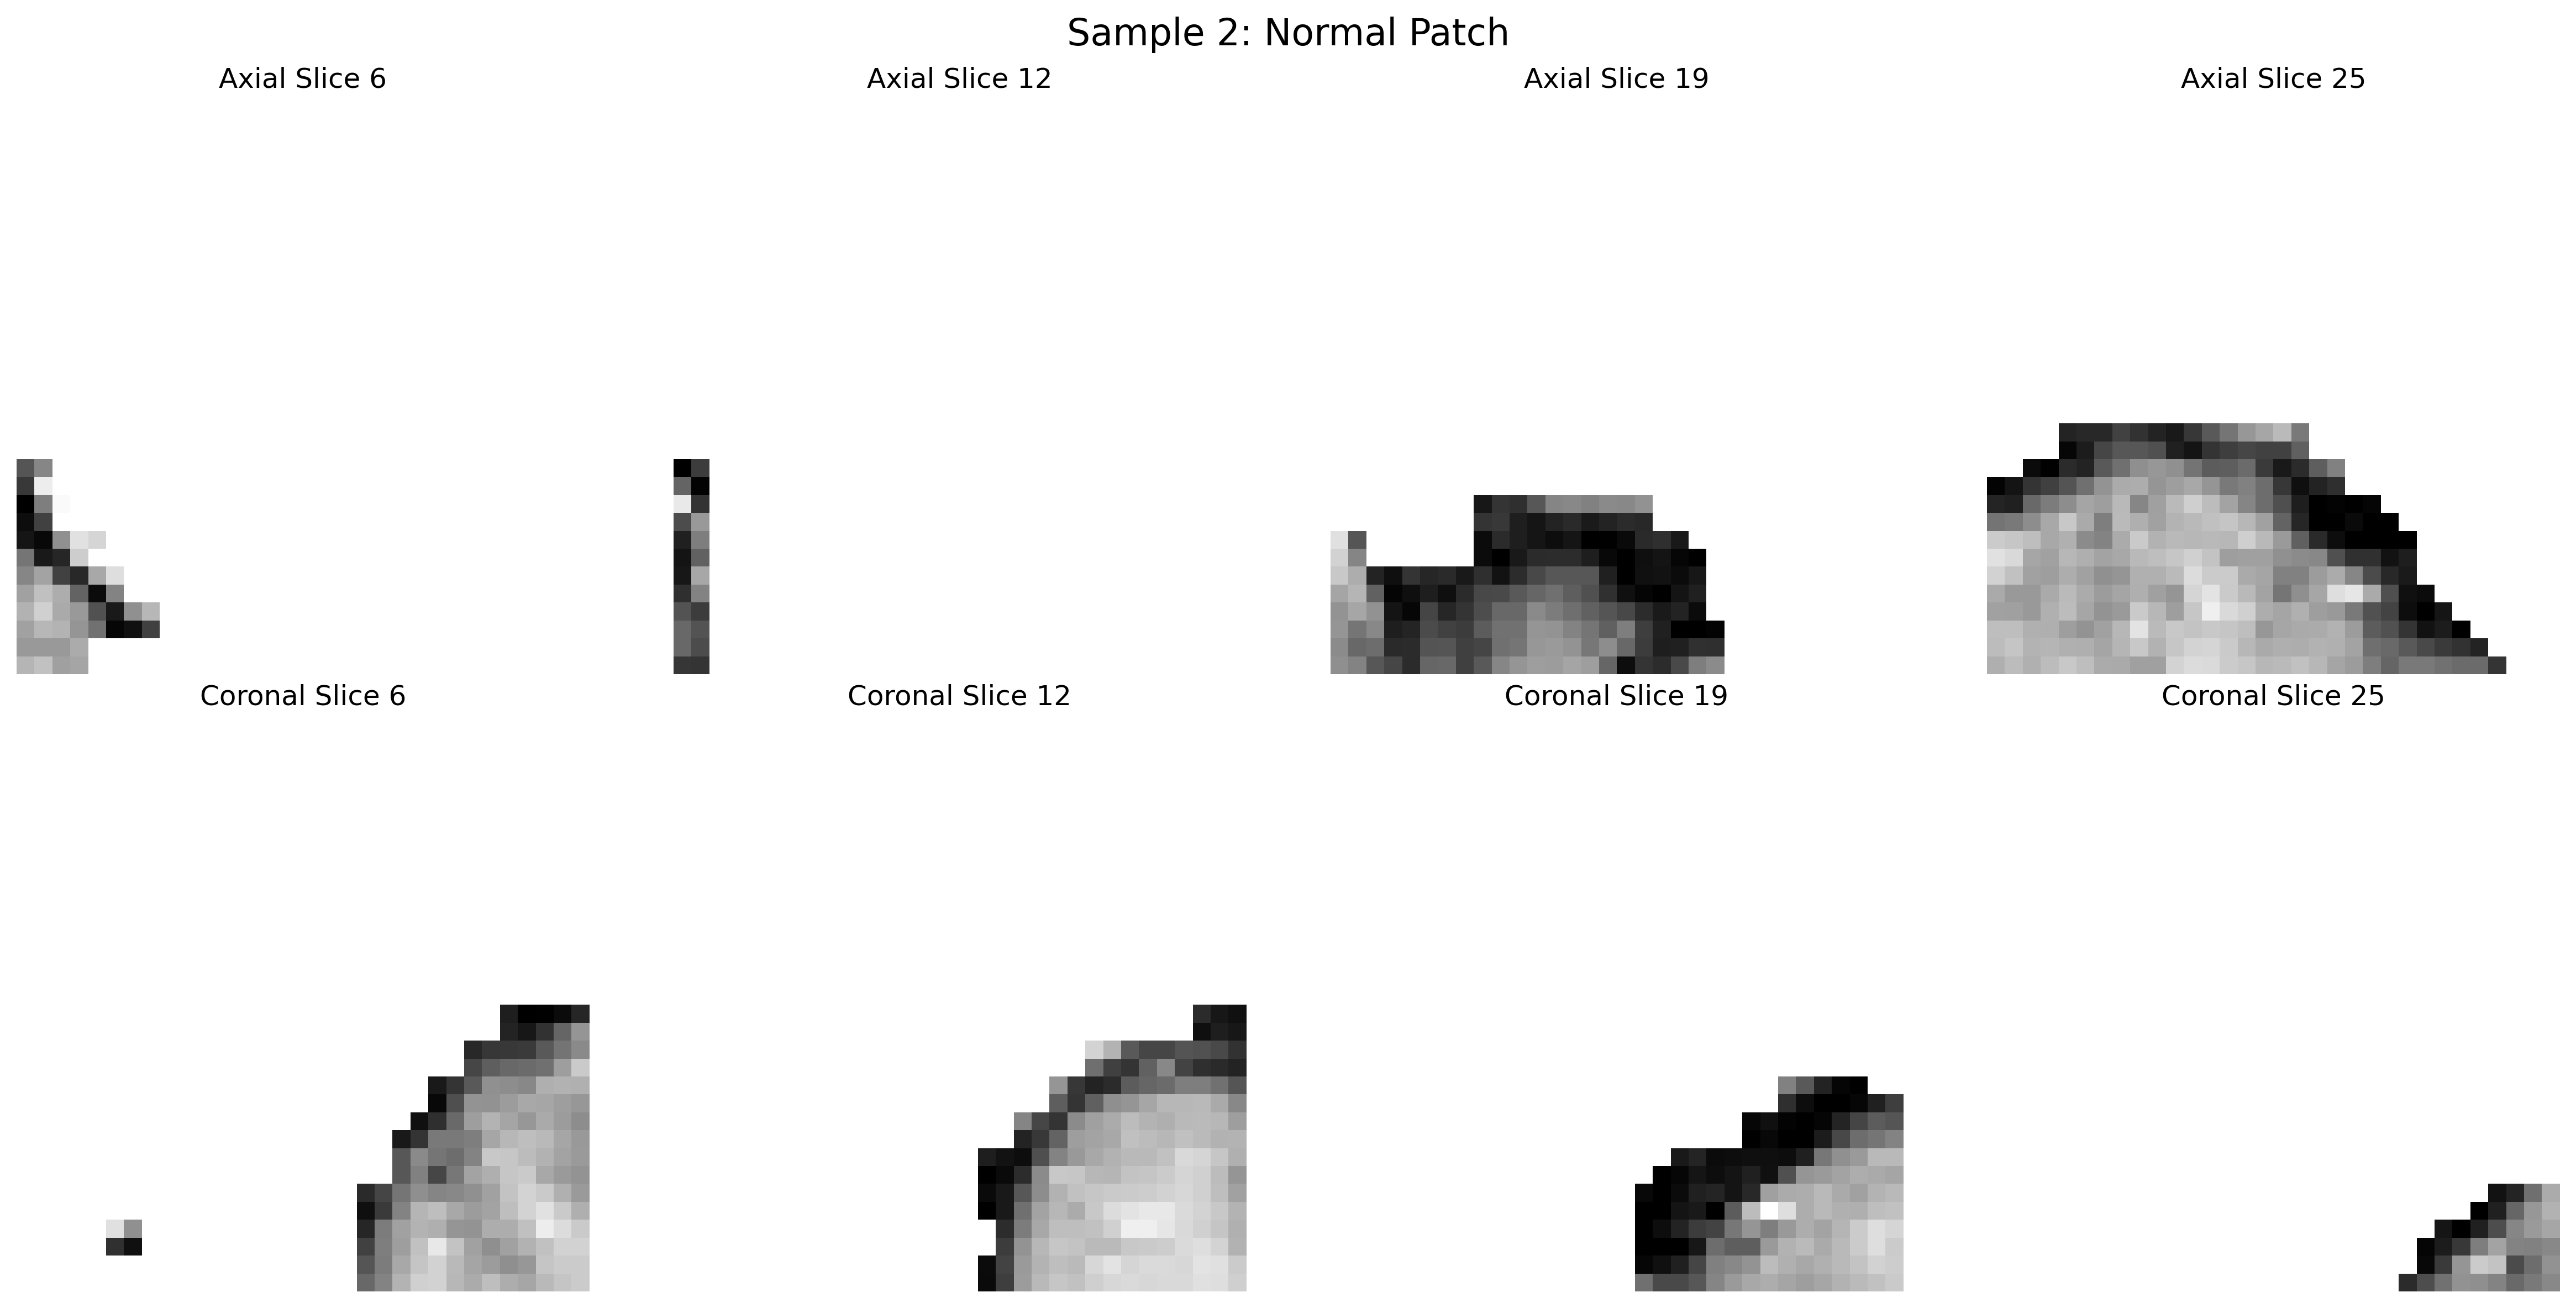 Sample 2: Normal Patch
Axial Slice 6
Axial Slice 12
Axial Slice 19
Axial Slice 25
Coronal Slice 6
Coronal Slice 12
Coronal Slice 19
Coronal Slice 25